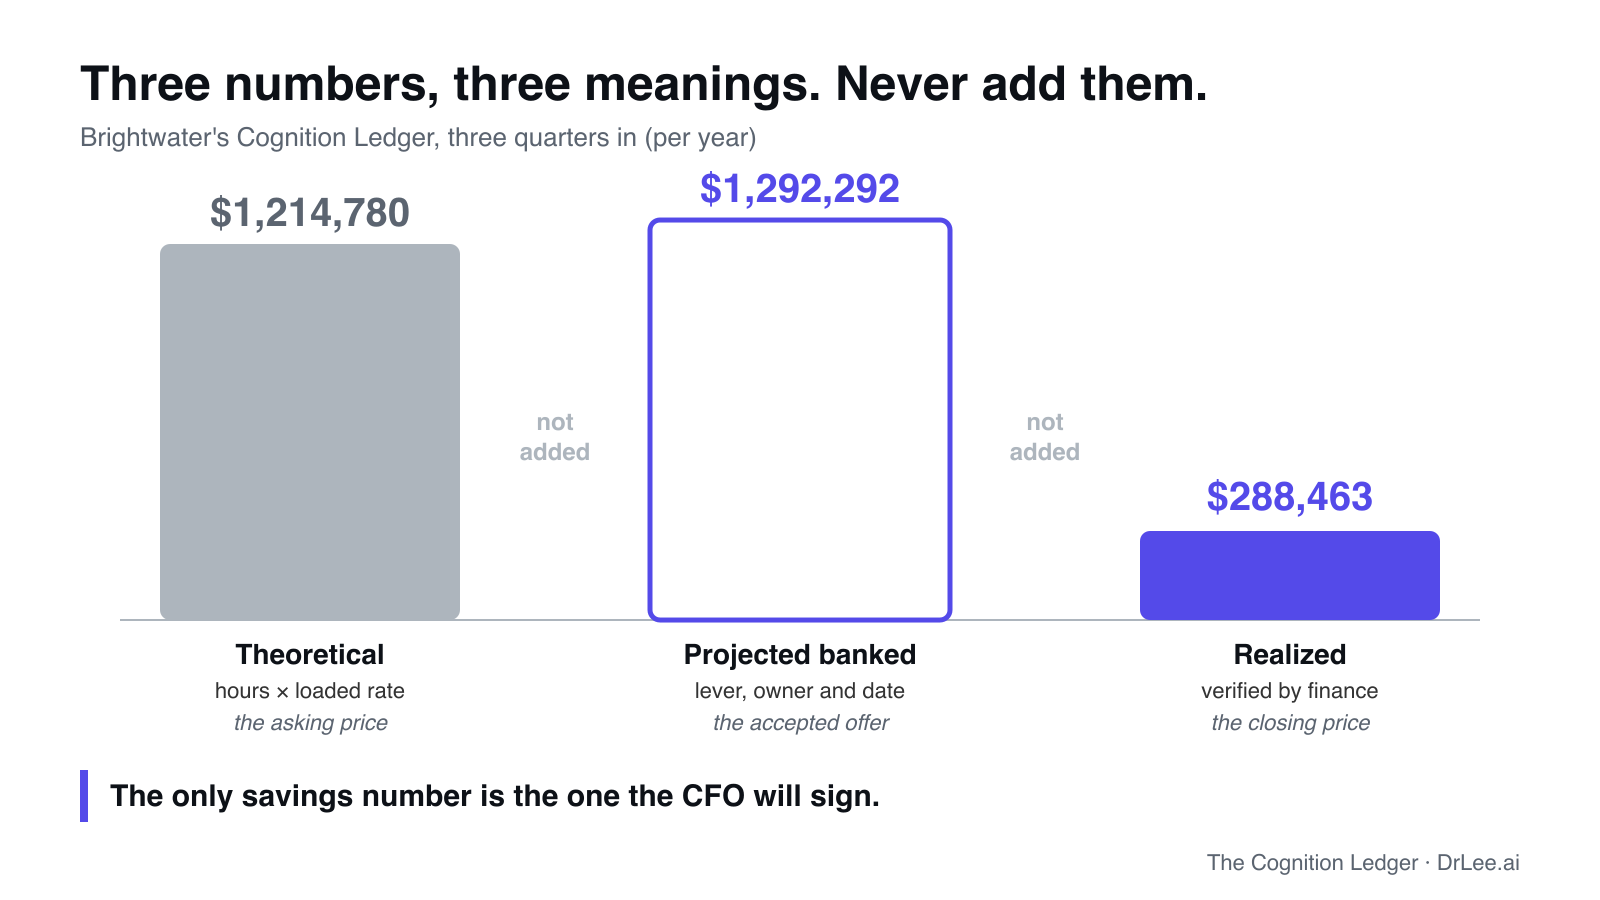 Three numbers, three meanings. Never add them.
Brightwater's Cognition Ledger, three quarters in (per year)
$1,214,780
$1,292,292
not
added
not
added
$288,463
Theoretical
hours × loaded rate
the asking price
Projected banked
lever, owner and date
the accepted offer
Realized
verified by finance
the closing price
The only savings number is the one the CFO will sign.
The Cognition Ledger · DrLee.ai